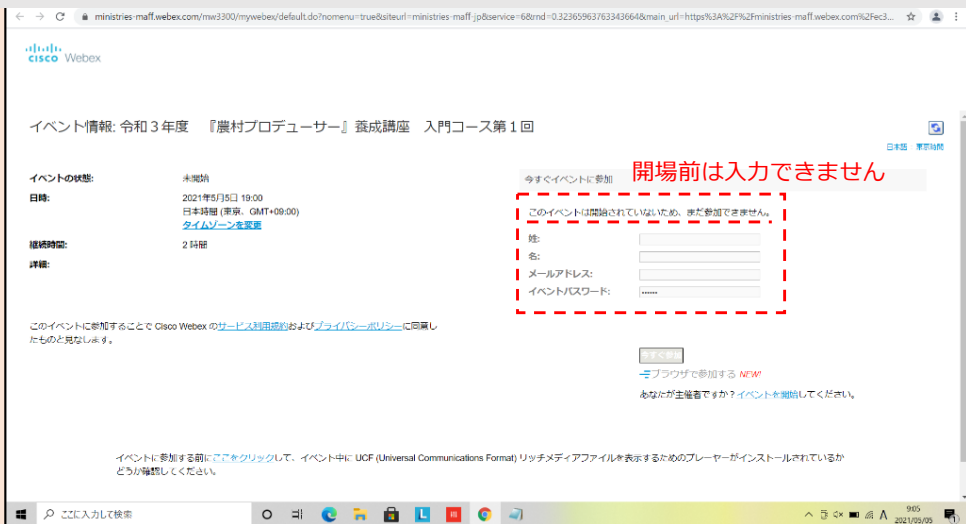 ministries-maff.webex.com/mw3300/mywebex/default.do?nomenu=true&siteurl=ministries-maff-jp&service=6&rnd=0.3236596376334366&main_url=https%3A%2F%2Fministries-maff.webex.com%2Fec3...
cisco Webex
イベント情報: 令和3年度 『農村プロデューサー』養成講座 入門コース第1回
日本語 東京時間
イベントの状態: 未開始
日時: 2021年5月5日 19:00
日本時間 (東京、GMT+09:00)
タイムゾーンを変更
継続時間: 2 時間
詳細:
このイベントに参加することで Cisco Webex のサービス利用規約およびプライバシーポリシーに同意し
たものと見なします。
今すぐイベントに参加
開場前は入力できません
このイベントは開始されていないため、まだ参加できません。
姓:
名:
メールアドレス:
イベントパスワード: ••••••
今すぐ参加
ブラウザで参加する NEW!
あなたが主催者ですか？イベントを開始してください。
イベントに参加する前にここをクリックして、イベント中に UCF (Universal Communications Format) リッチメディアファイルを表示するためのプレーヤーがインストールされているか
どうか確認してください。
ここに入力して検索
L
A
9:05
2021/05/05